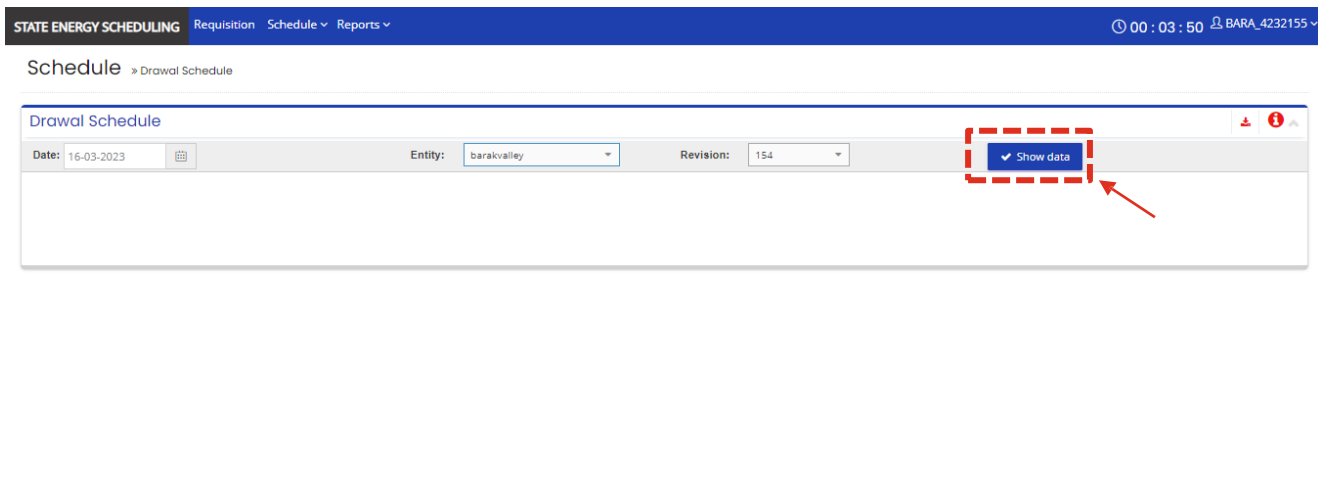 STATE ENERGY SCHEDULING Requisition Schedule Reports 00 : 03 : 50 BARA_4232155
Schedule » Drawal Schedule
Drawal Schedule
Date: 16-03-2023 Entity: barakvalley Revision: 154 Show data